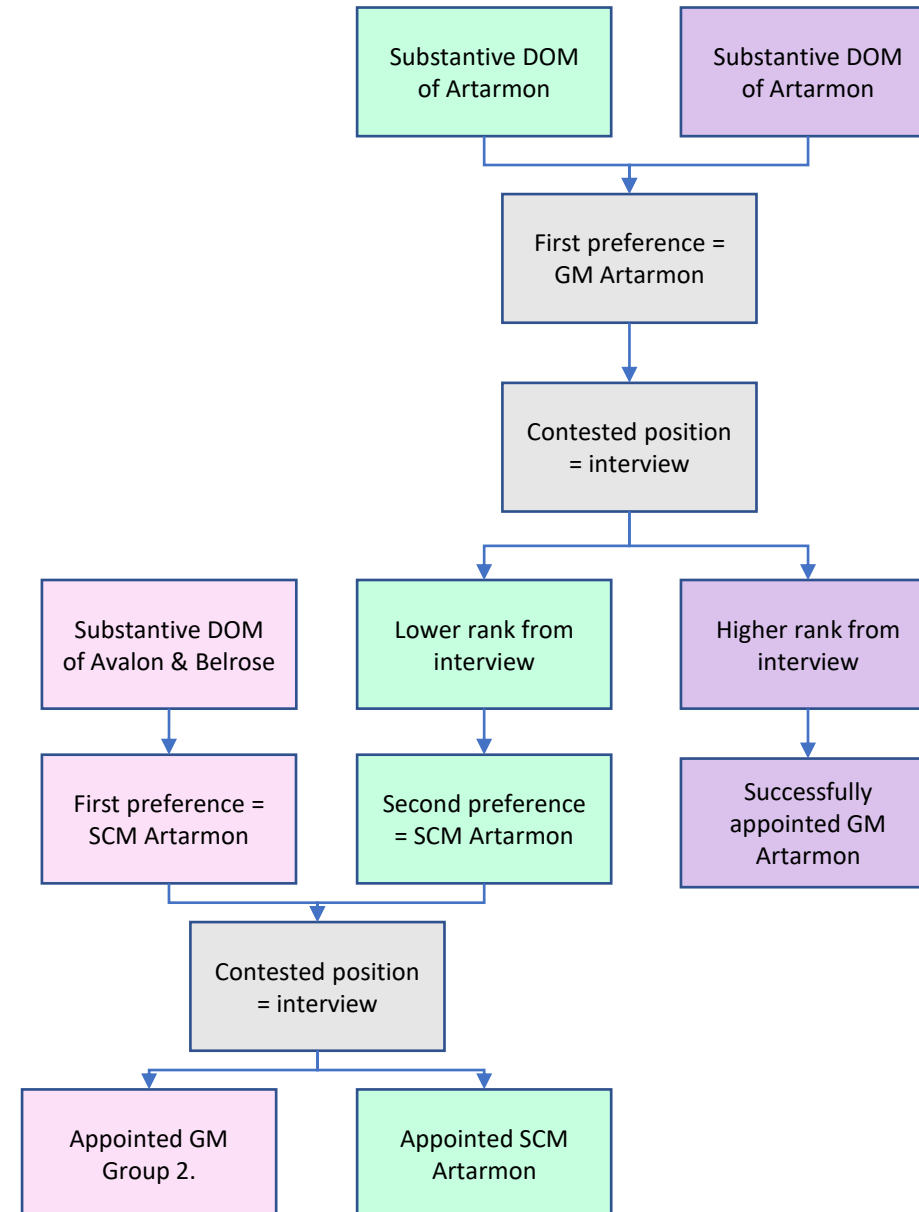 Substantive DOM
of Artarmon
Substantive DOM
of Artarmon
First preference =
GM Artarmon
Contested position
= interview
Substantive DOM
of Avalon & Belrose
Lower rank from
interview
Higher rank from
interview
First preference =
SCM Artarmon
Second preference
= SCM Artarmon
Successfully
appointed GM
Artarmon
Contested position
= interview
Appointed GM
Group 2.
Appointed SCM
Artarmon